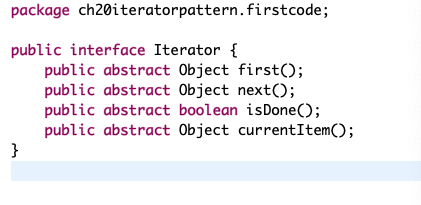 package ch20iteratorpattern.firstcode;
public interface Iterator {
public abstract Object first();
public abstract Object next();
public abstract boolean isDone();
public abstract Object currentItem();
}